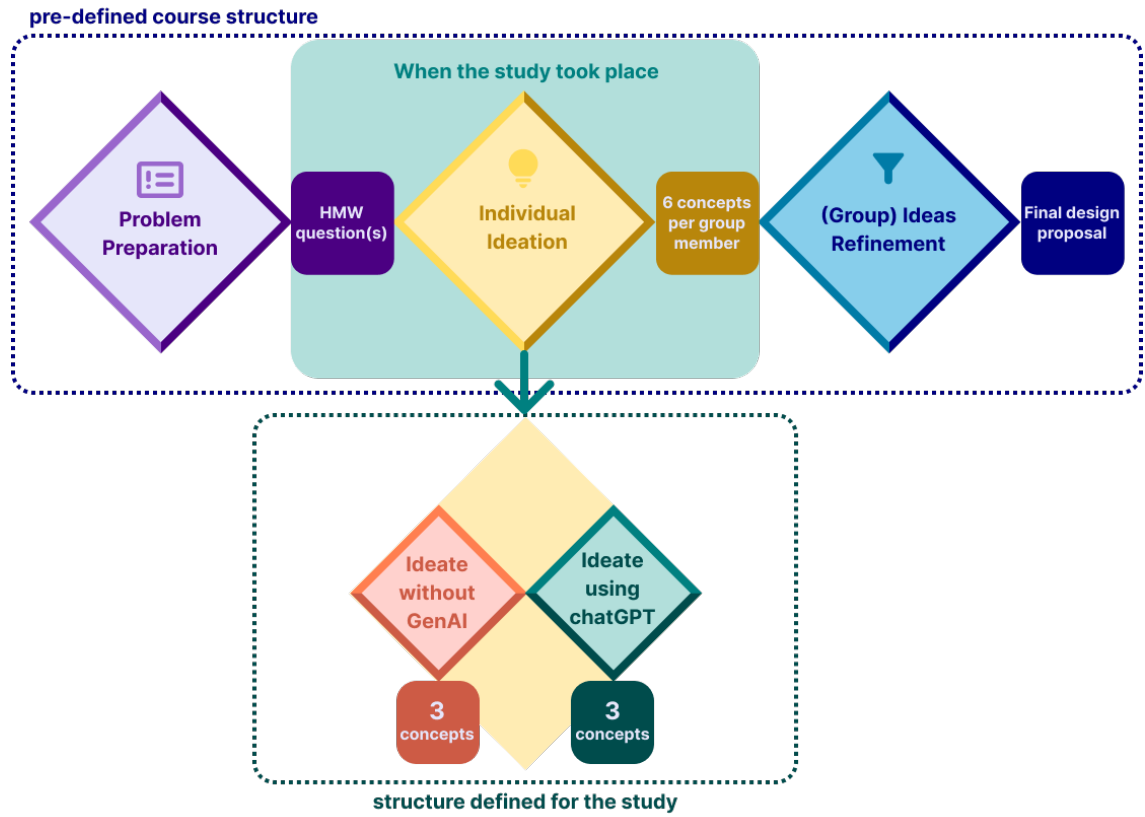 pre-defined course structure
When the study took place
Problem
Preparation
HMW
question(s)
Individual
Ideation
6 concepts
per group
member
(Group) Ideas
Refinement
Final design
proposal
Ideate
without
GenAI
Ideate
using
chatGPT
3
concepts
3
concepts
structure defined for the study